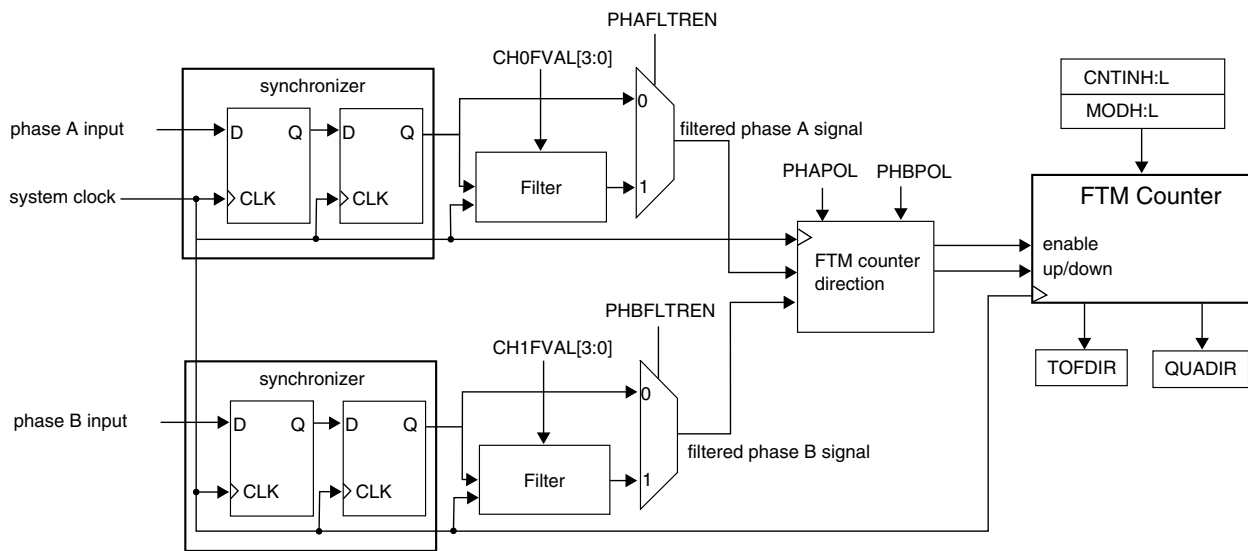 PHAFLTREN
CH0FVAL[3:0]
synchronizer
CNTINH:L
MODH:L
phase A input
D Q D Q
0
filtered phase A signal
system clock
CLK CLK
Filter
1
PHAPOL PHBPOL
FTM Counter
enable
up/down
FTM counter
direction
PHBFLTREN
CH1FVAL[3:0]
TOFDIR QUADIR
synchronizer
0
phase B input
D Q D Q
filtered phase B signal
CLK CLK
Filter
1